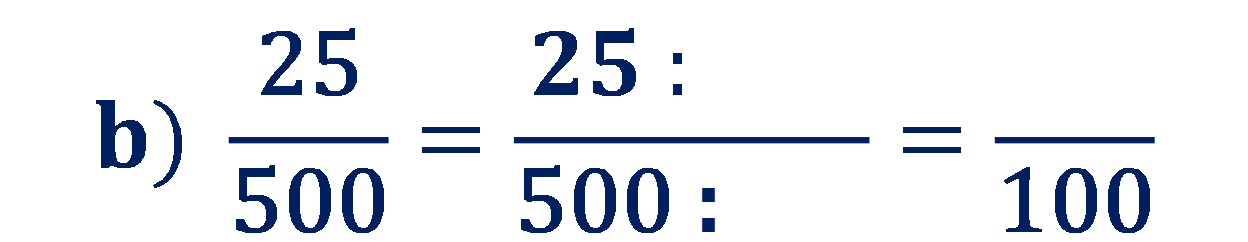 b) 25/500 = 25 :/500 : = /100